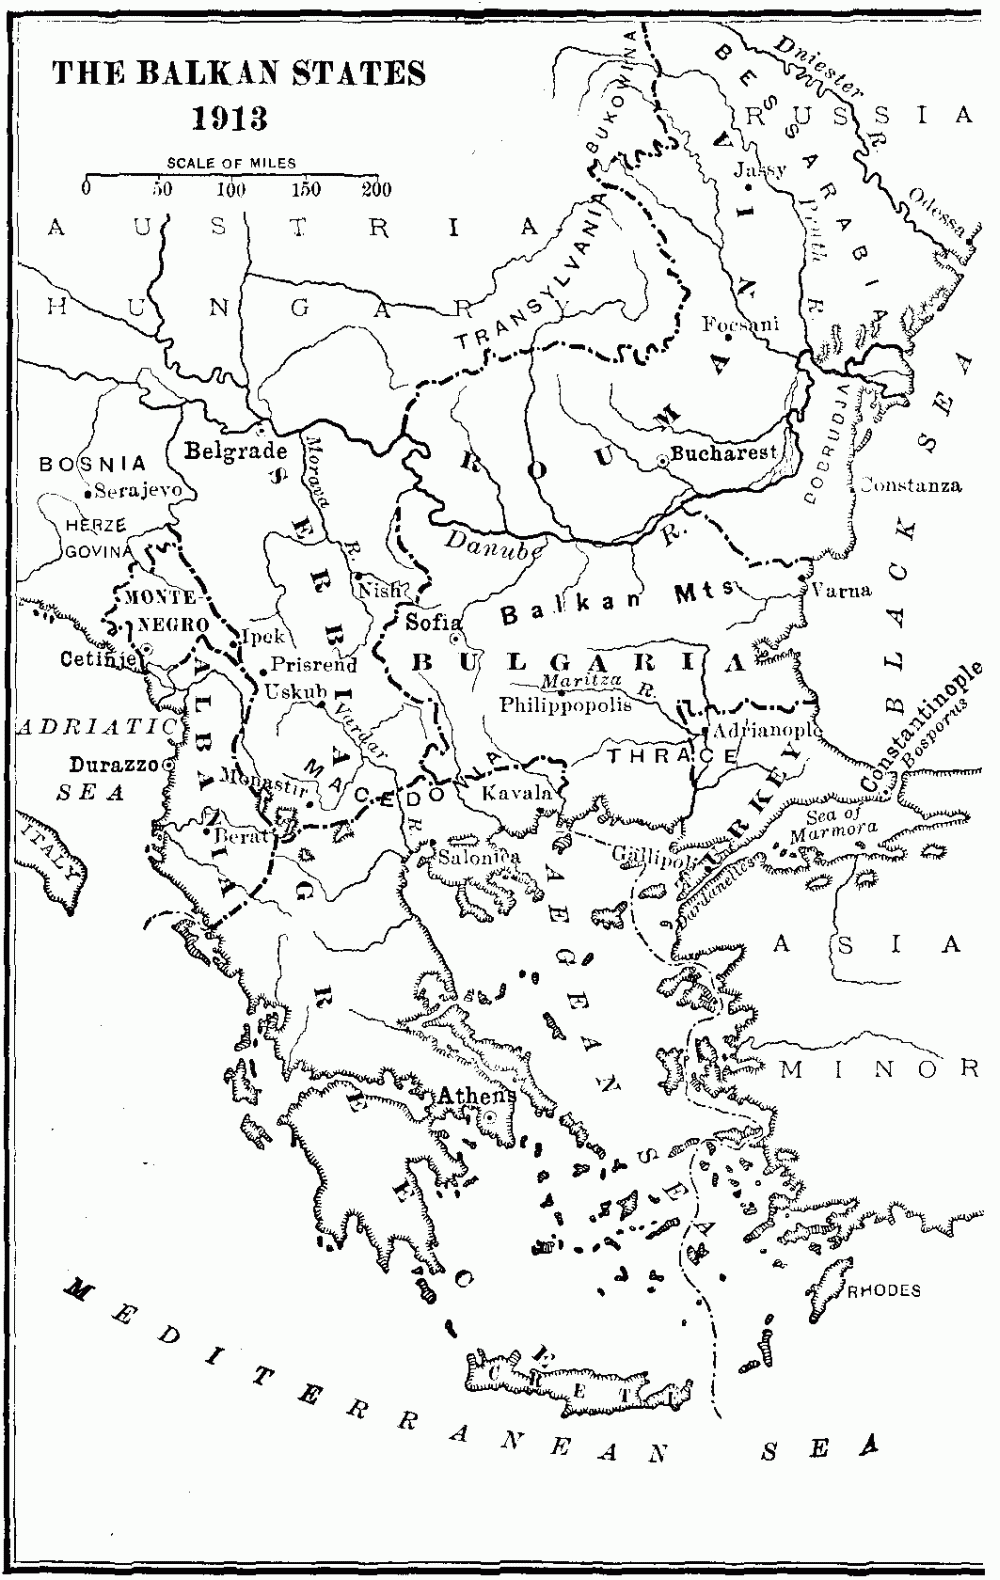 THE BALKAN STATES
1913
SCALE OF MILES
0 50 100 150 200
AUSTRIA
HUNGARY
TRANSYLVANIA
BUKOWINA
BESSARABIA
Dniester R.
RUSSIA
Odessa
Jassy
Pruth R.
Focsani
ROUMANIA
Bucharest
DOBRUDJA
Constanza
BLACK SEA
Belgrade
BOSNIA
Serajevo
HERZE
GOVINA
Morava R.
SERBIA
Danube R.
Nish
Balkan Mts
Varna
MONTE-
NEGRO
Cetinje
Ipek
Prisrend
Uskub
Vardar R.
Sofia
BULGARIA
Maritza R.
Philippopolis
Adrianople
ADRIATIC
SEA
ALBANIA
Durazzo
Monastir
Berat
MACEDONIA
Kavala
THRACE
TURKEY
Constantinople
Bosporus
Sea of
Marmora
Gallipoli
Dardanelles
Salonica
ITALY
GREECE
AEGEAN SEA
ASIA
MINOR
Athens
RHODES
CRETE
MEDITERRANEAN SEA